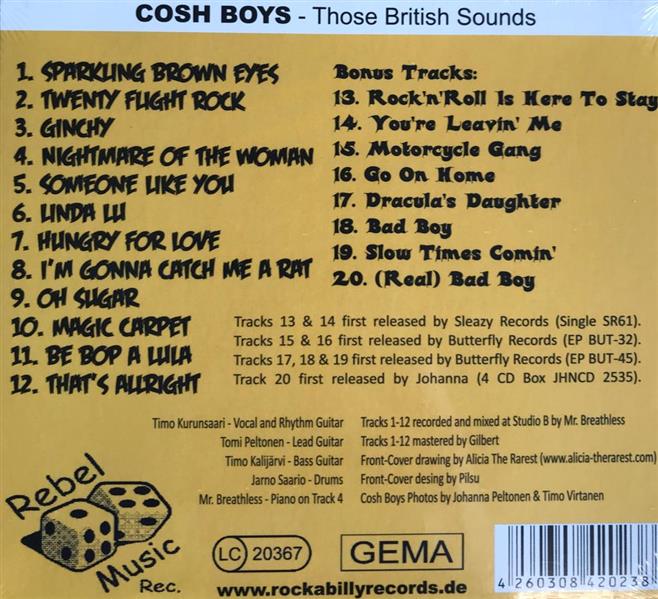 COSH BOYS - Those British Sounds
1. SPARKLING BROWN EYES
2. TWENTY FLIGHT ROCK
3. GINCHY
4. NIGHTMARE OF THE WOMAN
5. SOMEONE LIKE YOU
6. LINDA LU
7. HUNGRY FOR LOVE
8. I'M GONNA CATCH ME A RAT
9. OH SUGAR
10. MAGIC CARPET
11. BE BOP A LULA
12. THAT'S ALLRIGHT
Bonus Tracks:
13. Rock'n'Roll Is Here To Stay
14. You're Leavin' Me
15. Motorcycle Gang
16. Go On Home
17. Dracula's Daughter
18. Bad Boy
19. Slow Times Comin'
20. (Real) Bad Boy
Tracks 13 & 14 first released by Sleazy Records (Single SR61).
Tracks 15 & 16 first released by Butterfly Records (EP BUT-32).
Tracks 17, 18 & 19 first released by Butterfly Records (EP BUT-45).
Track 20 first released by Johanna (4 CD Box JHNCD 2535).
Timo Kurunsaari - Vocal and Rhythm Guitar
Tomi Peltonen - Lead Guitar
Timo Kalijärvi - Bass Guitar
Jarno Saario - Drums
Mr. Breathless - Piano on Track 4
Tracks 1-12 recorded and mixed at Studio B by Mr. Breathless
Tracks 1-12 mastered by Gilbert
Front-Cover drawing by Alicia The Rarest (www.alicia-therarest.com)
Front-Cover desing by Pilsu
Cosh Boys Photos by Johanna Peltonen & Timo Virtanen
Rebel
Music
Rec.
LC 20367
GEMA
www.rockabillyrecords.de
4 260308 420238